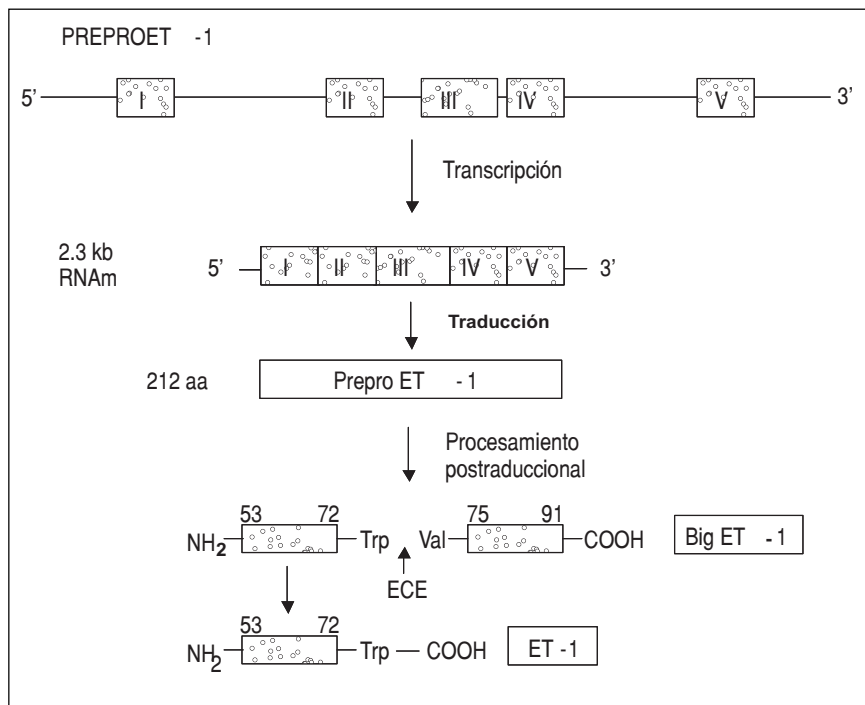 PREPROET -1
5' I II III IV V 3'
Transcripción
2.3 kb
RNAm
5' I II III IV V 3'
Traducción
212 aa
Prepro ET - 1
Procesamiento
postraduccional
53 72 75 91
NH2 Trp Val COOH Big ET - 1
ECE
53 72
NH2 Trp — COOH ET - 1